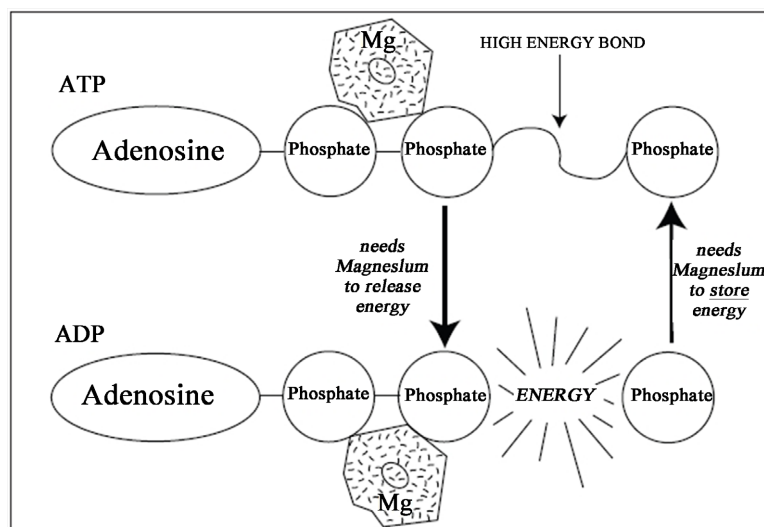 Mg
HIGH ENERGY BOND
ATP
Adenosine
Phosphate
Phosphate
Phosphate
needs
Magneslum
to release
energy
needs
Magneslum
to store
energy
ADP
Adenosine
Phosphate
Phosphate
ENERGY
Phosphate
Mg